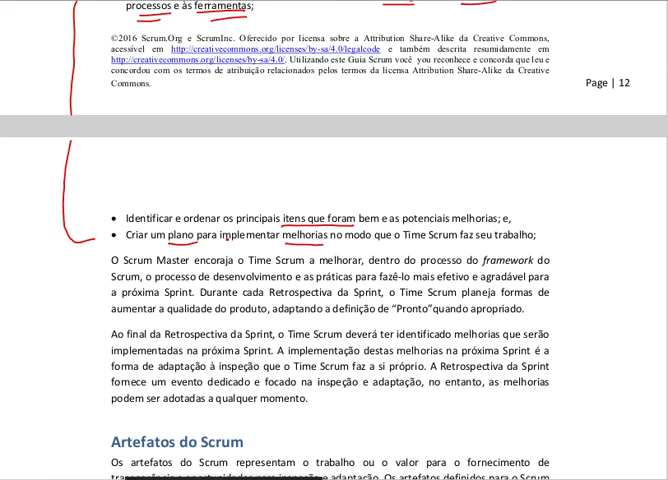 processos e às ferramentas;
©2016 Scrum.Org e ScrumInc. Oferecido por licensa sobre a Attribution Share-Alike da Creative Commons,
acessível em http://creativecommons.org/licenses/by-sa/4.0/legalcode e também descrita resumidamente em
http://creativecommons.org/licenses/by-sa/4.0/. Utilizando este Guia Scrum você you reconhece e concorda que leu e
concordou com os termos de atribuição relacionados pelos termos da licensa Attribution Share-Alike da Creative
Commons.
Page | 12
• Identificar e ordenar os principais itens que foram bem e as potenciais melhorias; e,
• Criar um plano para implementar melhorias no modo que o Time Scrum faz seu trabalho;
O Scrum Master encoraja o Time Scrum a melhorar, dentro do processo do framework do
Scrum, o processo de desenvolvimento e as práticas para fazê-lo mais efetivo e agradável para
a próxima Sprint. Durante cada Retrospectiva da Sprint, o Time Scrum planeja formas de
aumentar a qualidade do produto, adaptando a definição de “Pronto”quando apropriado.
Ao final da Retrospectiva da Sprint, o Time Scrum deverá ter identificado melhorias que serão
implementadas na próxima Sprint. A implementação destas melhorias na próxima Sprint é a
forma de adaptação à inspeção que o Time Scrum faz a si próprio. A Retrospectiva da Sprint
fornece um evento dedicado e focado na inspeção e adaptação, no entanto, as melhorias
podem ser adotadas a qualquer momento.
Artefatos do Scrum
Os artefatos do Scrum representam o trabalho ou o valor para o fornecimento de
adaptação. Os artefatos definidos para o Scrum